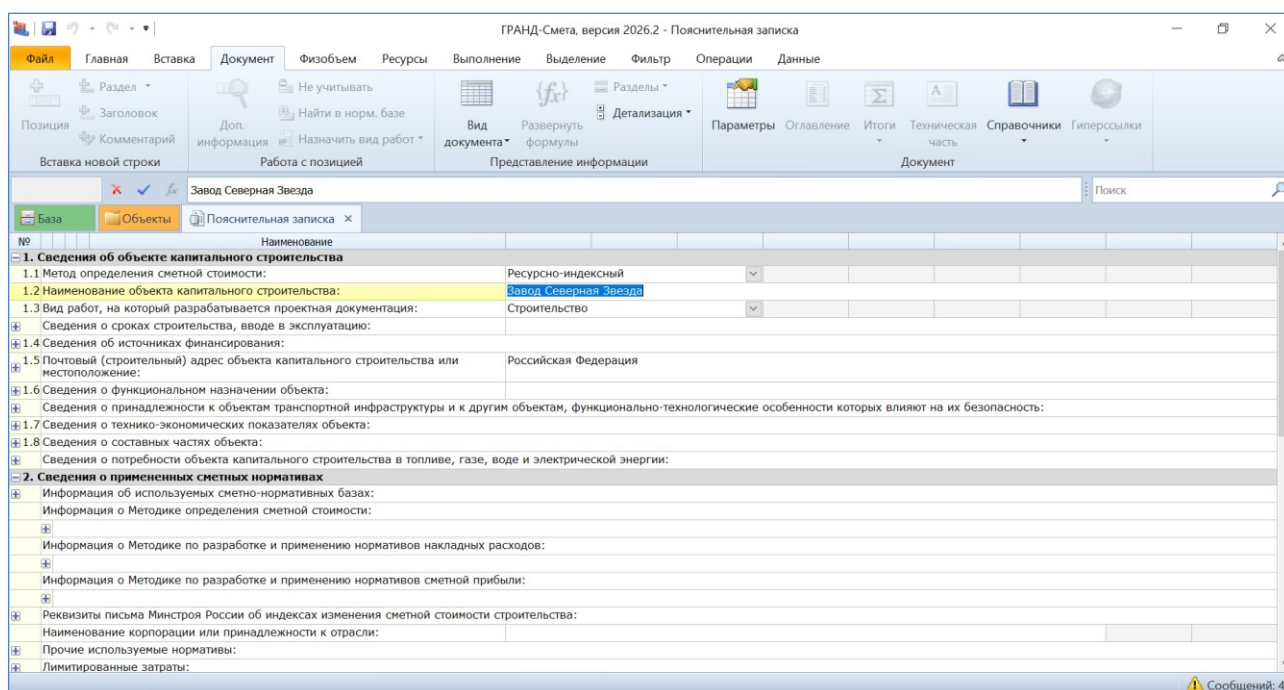 ГРАНД-Смета, версия 2026.2 - Пояснительная записка
Файл Главная Вставка Документ Физобъем Ресурсы Выполнение Выделение Фильтр Операции Данные
Позиция
Раздел
Заголовок
Комментарий
Вставка новой строки
Доп. информация
Не учитывать
Найти в норм. базе
Назначить вид работ
Работа с позицией
Вид документа
{fx}
Развернуть формулы
Разделы
Детализация
Представление информации
Параметры
Оглавление
Итоги
Техническая часть
Справочники
Гиперссылки
Документ
fx Завод Северная Звезда
Поиск
База Объекты Пояснительная записка
№ Наименование
1. Сведения об объекте капитального строительства
1.1 Метод определения сметной стоимости: Ресурсно-индексный
1.2 Наименование объекта капитального строительства: Завод Северная Звезда
1.3 Вид работ, на который разрабатывается проектная документация: Строительство
Сведения о сроках строительства, вводе в эксплуатацию:
1.4 Сведения об источниках финансирования:
1.5 Почтовый (строительный) адрес объекта капитального строительства или Российская Федерация
местоположение:
1.6 Сведения о функциональном назначении объекта:
Сведения о принадлежности к объектам транспортной инфраструктуры и к другим объектам, функционально-технологические особенности которых влияют на их безопасность:
1.7 Сведения о технико-экономических показателях объекта:
1.8 Сведения о составных частях объекта:
Сведения о потребности объекта капитального строительства в топливе, газе, воде и электрической энергии:
2. Сведения о примененных сметных нормативах
Информация об используемых сметно-нормативных базах:
Информация о Методике определения сметной стоимости:
Информация о Методике по разработке и применению нормативов накладных расходов:
Информация о Методике по разработке и применению нормативов сметной прибыли:
Реквизиты письма Минстроя России об индексах изменения сметной стоимости строительства:
Наименование корпорации или принадлежности к отрасли:
Прочие используемые нормативы:
Лимитированные затраты:
Сообщений: 4